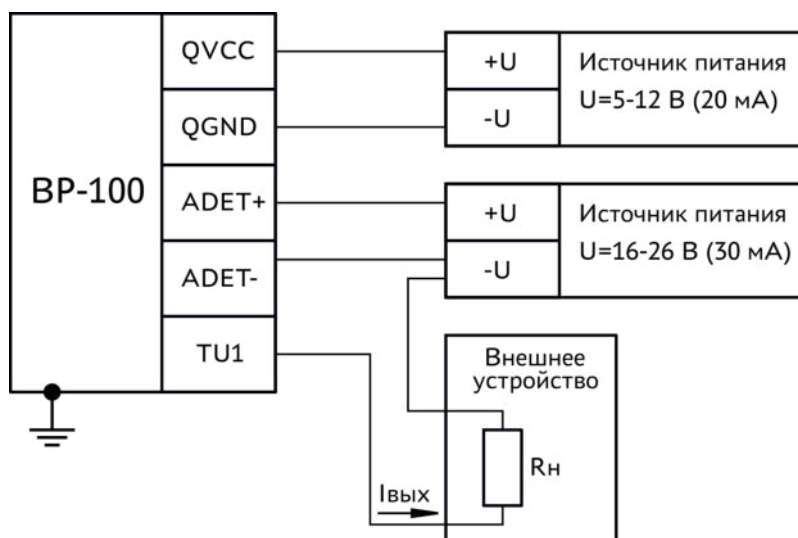 BP-100
QVCC
QGND
ADET+
ADET-
TU1
+U
-U
Источник питания
U=5-12 В (20 мА)
+U
-U
Источник питания
U=16-26 В (30 мА)
Внешнее
устройство
Rн
Iвых